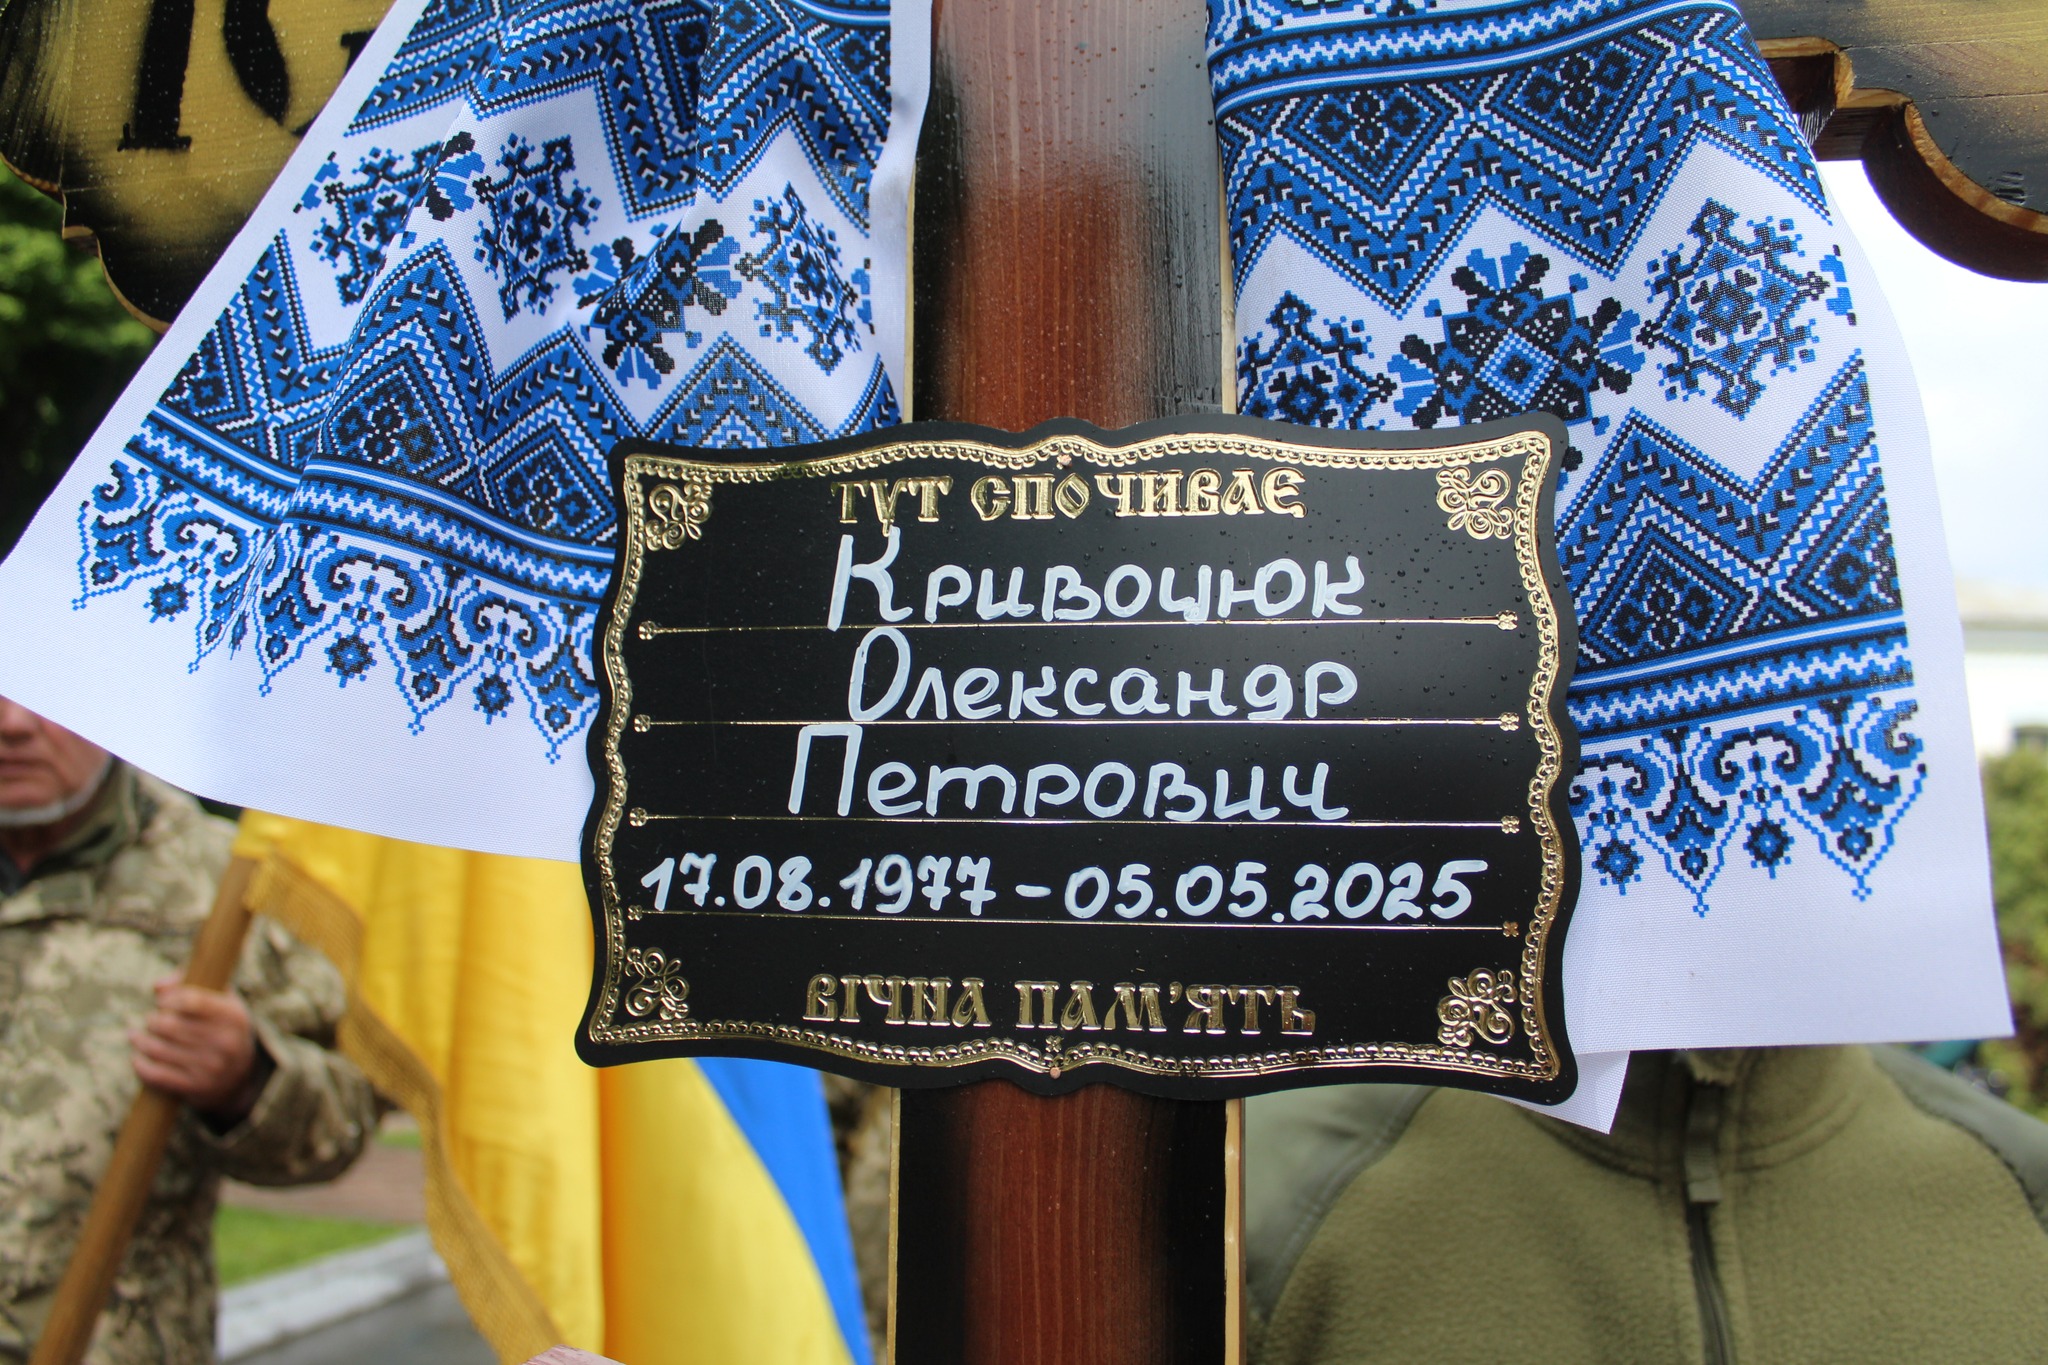 ТУТ СПОЧИВАЄ
Кривоцюк
Олександр
Петрович
17.08.1977 - 05.05.2025
ВІЧНА ПАМ'ЯТЬ